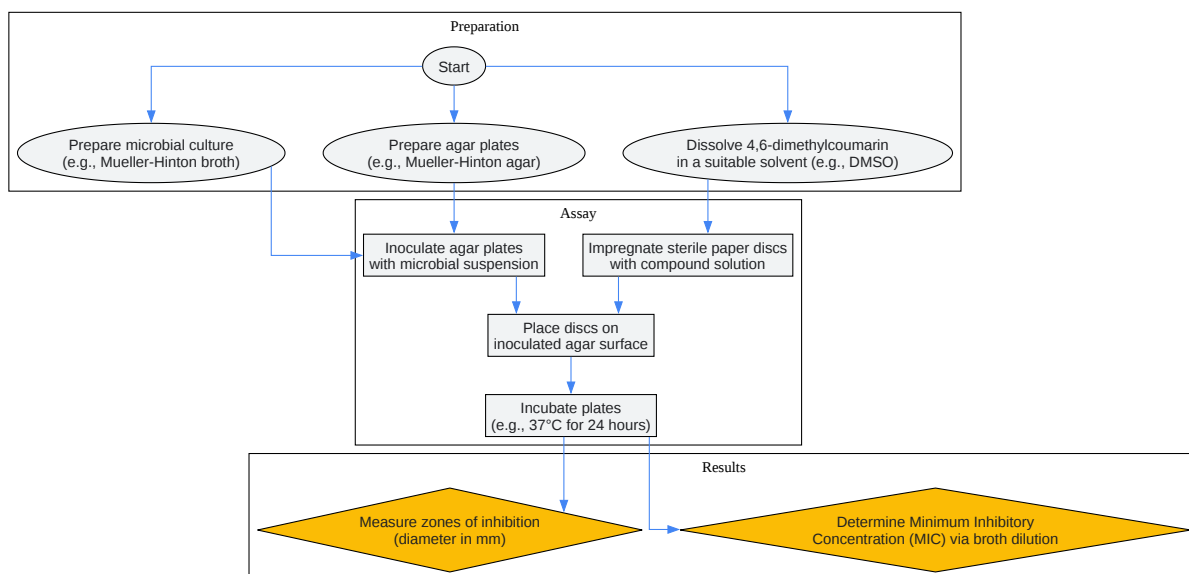 Preparation
Start
Prepare microbial culture
(e.g., Mueller-Hinton broth)
Prepare agar plates
(e.g., Mueller-Hinton agar)
Dissolve 4,6-dimethylcoumarin
in a suitable solvent (e.g., DMSO)
Assay
Inoculate agar plates
with microbial suspension
Impregnate sterile paper discs
with compound solution
Place discs on
inoculated agar surface
Incubate plates
(e.g., 37°C for 24 hours)
Results
Measure zones of inhibition
(diameter in mm)
Determine Minimum Inhibitory
Concentration (MIC) via broth dilution